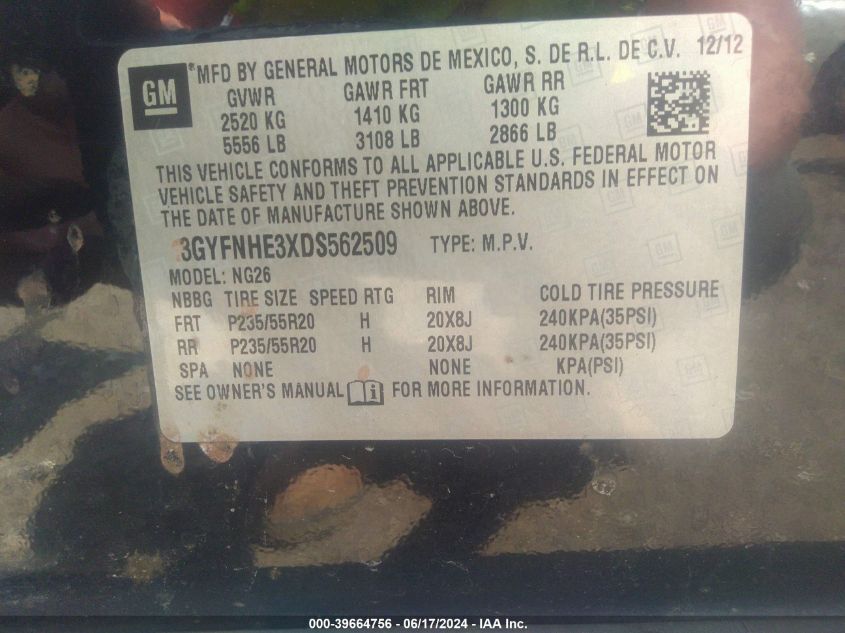 GM *MFD BY GENERAL MOTORS DE MEXICO, S. DE R.L. DE C.V. 12/12
GVWR GAWR FRT GAWR RR
2520 KG 1410 KG 1300 KG
5556 LB 3108 LB 2866 LB
THIS VEHICLE CONFORMS TO ALL APPLICABLE U.S. FEDERAL MOTOR
VEHICLE SAFETY AND THEFT PREVENTION STANDARDS IN EFFECT ON
THE DATE OF MANUFACTURE SHOWN ABOVE.
3GYFNHE3XDS562509 TYPE: M.P.V.
MODEL: NG26
NBBG TIRE SIZE SPEED RTG RIM COLD TIRE PRESSURE
FRT P235/55R20 H 20X8J 240KPA(35PSI)
RR P235/55R20 H 20X8J 240KPA(35PSI)
SPA NONE NONE KPA(PSI)
SEE OWNER'S MANUAL i FOR MORE INFORMATION.
000-39664756 - 06/17/2024 - IAA Inc.